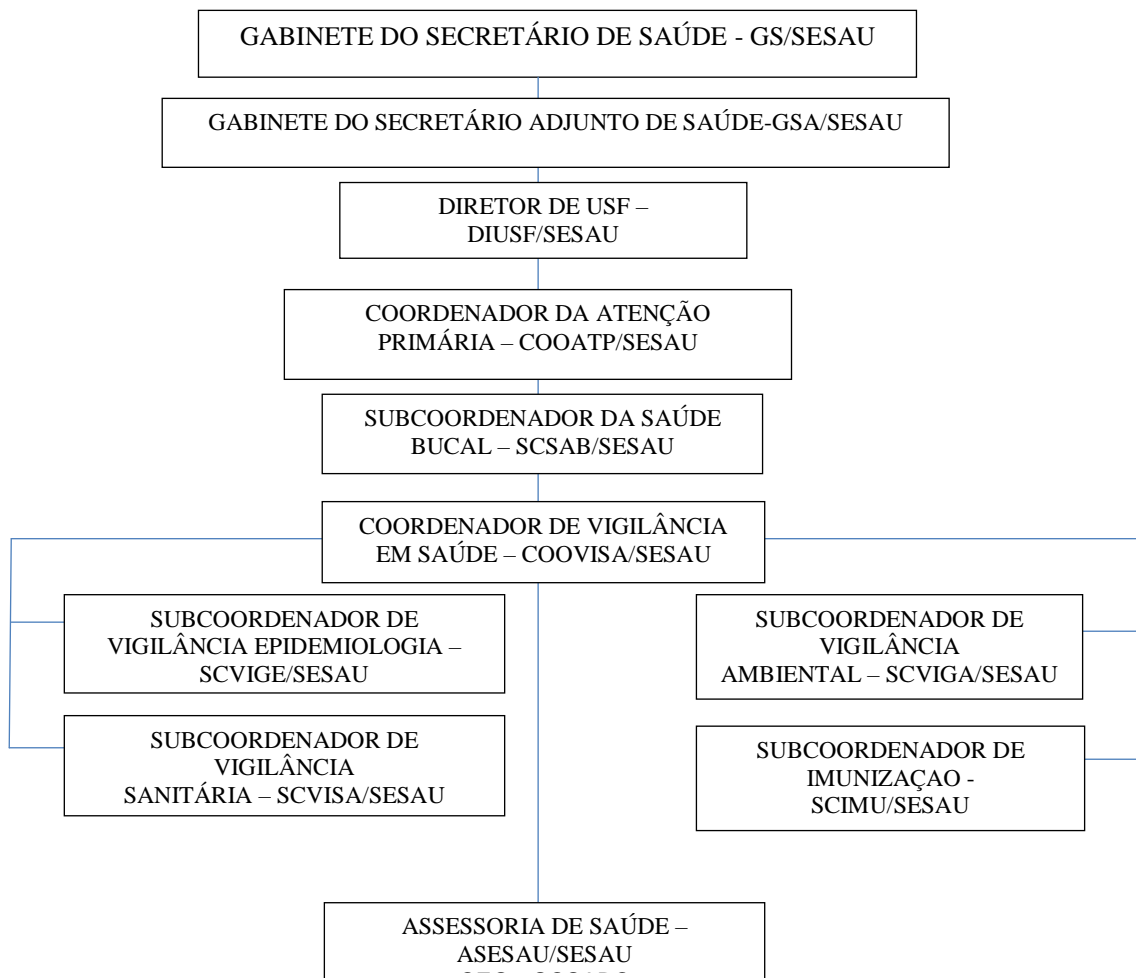 GABINETE DO SECRETÁRIO DE SAÚDE - GS/SESAU
GABINETE DO SECRETÁRIO ADJUNTO DE SAÚDE-GSA/SESAU
DIRETOR DE USF –
DIUSF/SESAU
COORDENADOR DA ATENÇÃO
PRIMÁRIA – COOATP/SESAU
SUBCOORDENADOR DA SAÚDE
BUCAL – SCSAB/SESAU
COORDENADOR DE VIGILÂNCIA
EM SAÚDE – COOVISA/SESAU
SUBCOORDENADOR DE
VIGILÂNCIA EPIDEMIOLOGIA –
SCVIGE/SESAU
SUBCOORDENADOR DE
VIGILÂNCIA
AMBIENTAL – SCVIGA/SESAU
SUBCOORDENADOR DE
VIGILÂNCIA
SANITÁRIA – SCVISA/SESAU
SUBCOORDENADOR DE
IMUNIZAÇAO -
SCIMU/SESAU
ASSESSORIA DE SAÚDE –
ASESAU/SESAU